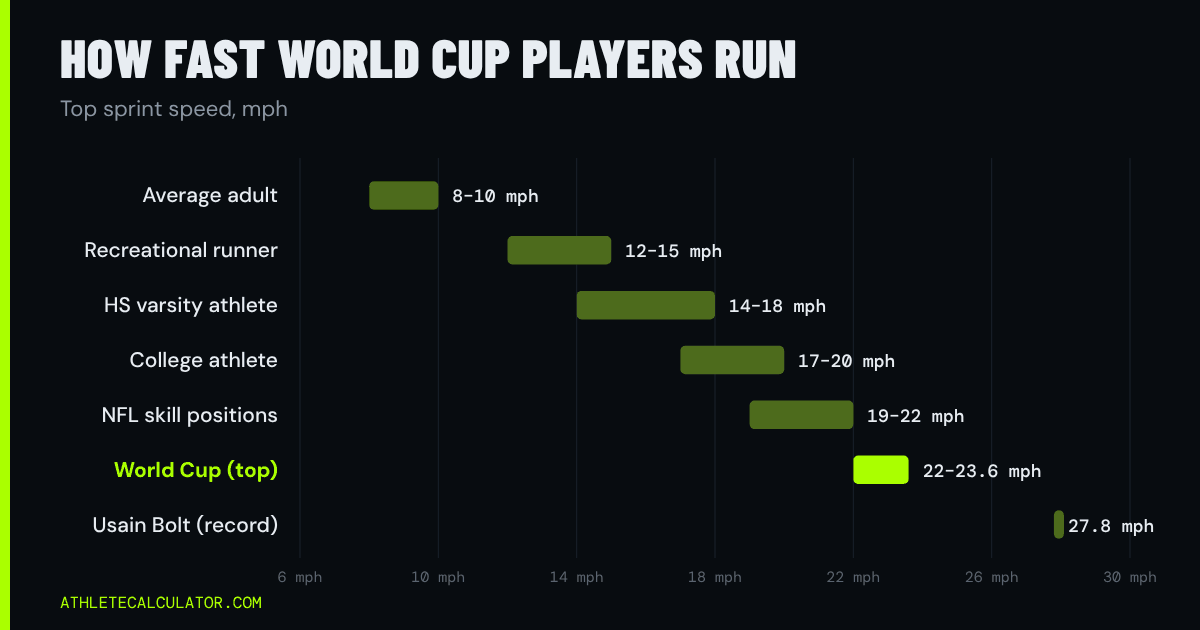 HOW FAST WORLD CUP PLAYERS RUN
Top sprint speed, mph
Average adult 8–10 mph
Recreational runner 12–15 mph
HS varsity athlete 14–18 mph
College athlete 17–20 mph
NFL skill positions 19–22 mph
World Cup (top) 22–23.6 mph
Usain Bolt (record) 27.8 mph
6 mph 10 mph 14 mph 18 mph 22 mph 26 mph 30 mph
ATHLETECALCULATOR.COM